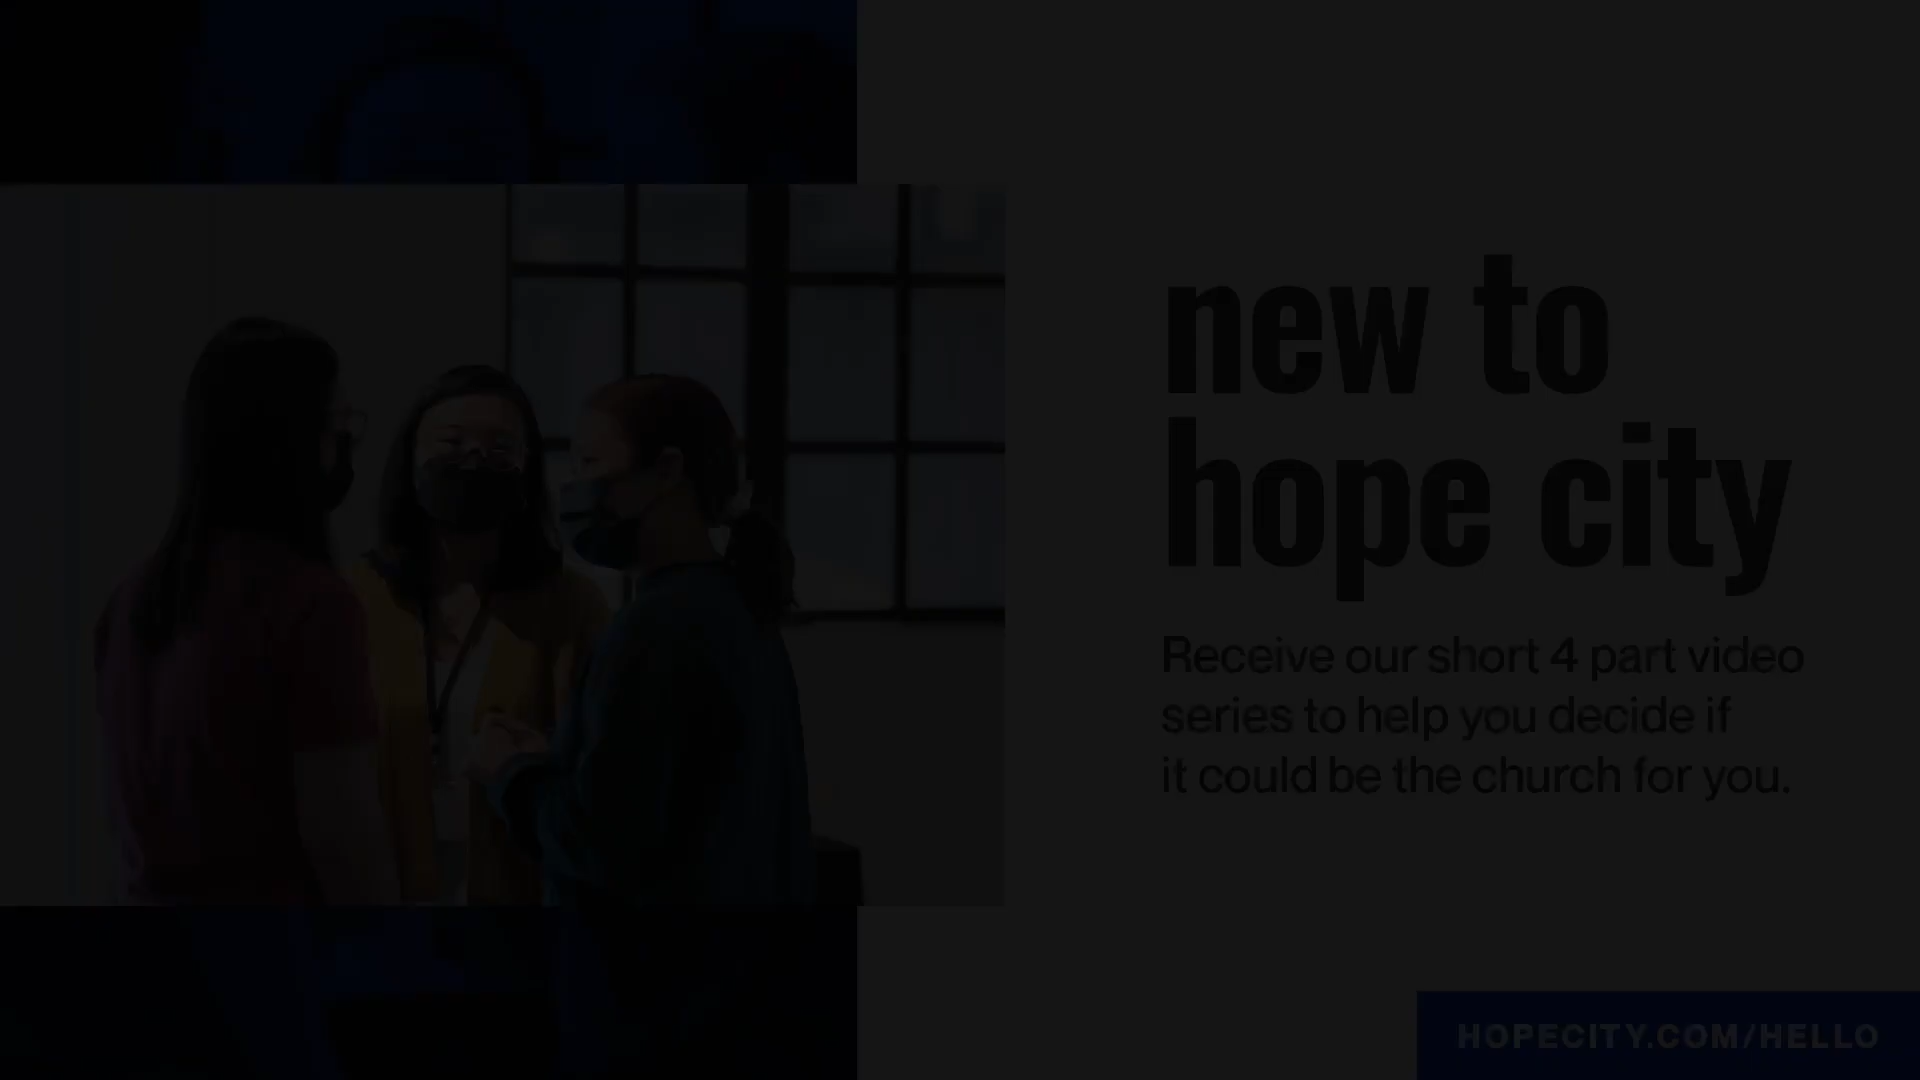 new to
hope city
Receive our short 4 part video
series to help you decide if
it could be the church for you.
HOPECITY.COM/HELLO